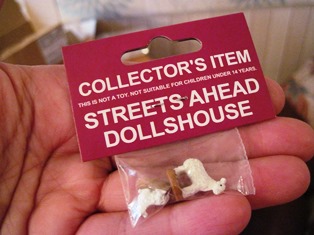 COLLECTOR'S ITEM
THIS IS NOT A TOY. NOT SUITABLE FOR CHILDREN UNDER 14 YEARS.
STREETS AHEAD
DOLLSHOUSE